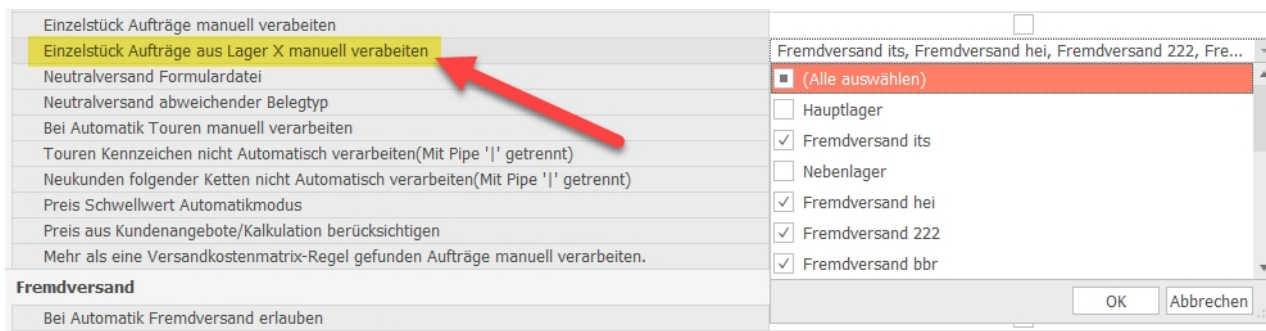 Einzelstück Aufträge manuell verabeiten
Einzelstück Aufträge aus Lager X manuell verabeiten
Fremdversand its, Fremdversand hei, Fremdversand 222, Fre...
Neutralversand Formulardatei
(Alle auswählen)
Neutralversand abweichender Belegtyp
Hauptlager
Bei Automatik Touren manuell verarbeiten
Fremdversand its
Touren Kennzeichen nicht Automatisch verarbeiten(Mit Pipe '|' getrennt)
Neukunden folgender Ketten nicht Automatisch verarbeiten(Mit Pipe '|' getrennt)
Nebenlager
Preis Schwellwert Automatikmodus
Fremdversand hei
Preis aus Kundenangebote/Kalkulation berücksichtigen
Fremdversand 222
Mehr als eine Versandkostenmatrix-Regel gefunden Aufträge manuell verarbeiten.
Fremdversand bbr
Fremdversand
OK
Abbrechen
Bei Automatik Fremdversand erlauben